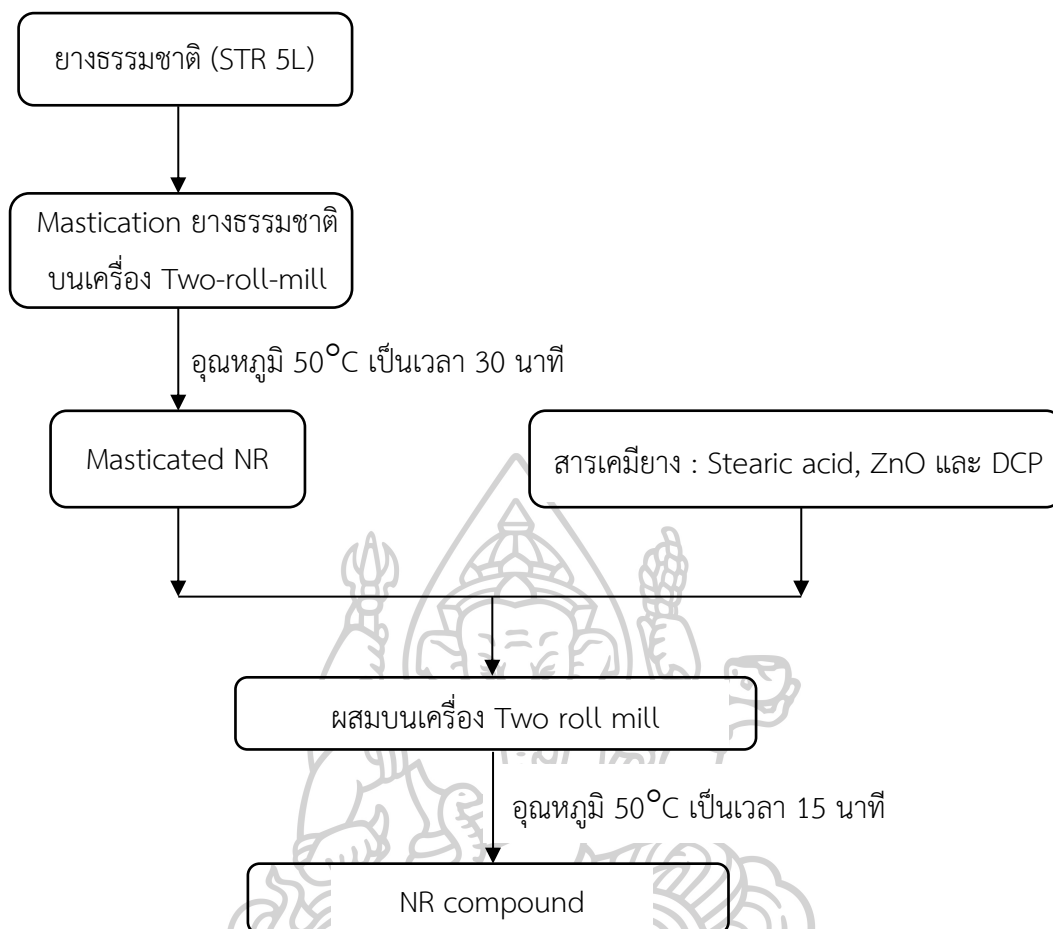 ยางธรรมชาติ (STR 5L)
Mastication ยางธรรมชาติ
บนเครื่อง Two-roll-mill
อุณหภูมิ 50°C เป็นเวลา 30 นาที
Masticated NR
สารเคมียาง : Stearic acid, ZnO และ DCP
ผสมบนเครื่อง Two roll mill
อุณหภูมิ 50°C เป็นเวลา 15 นาที
NR compound